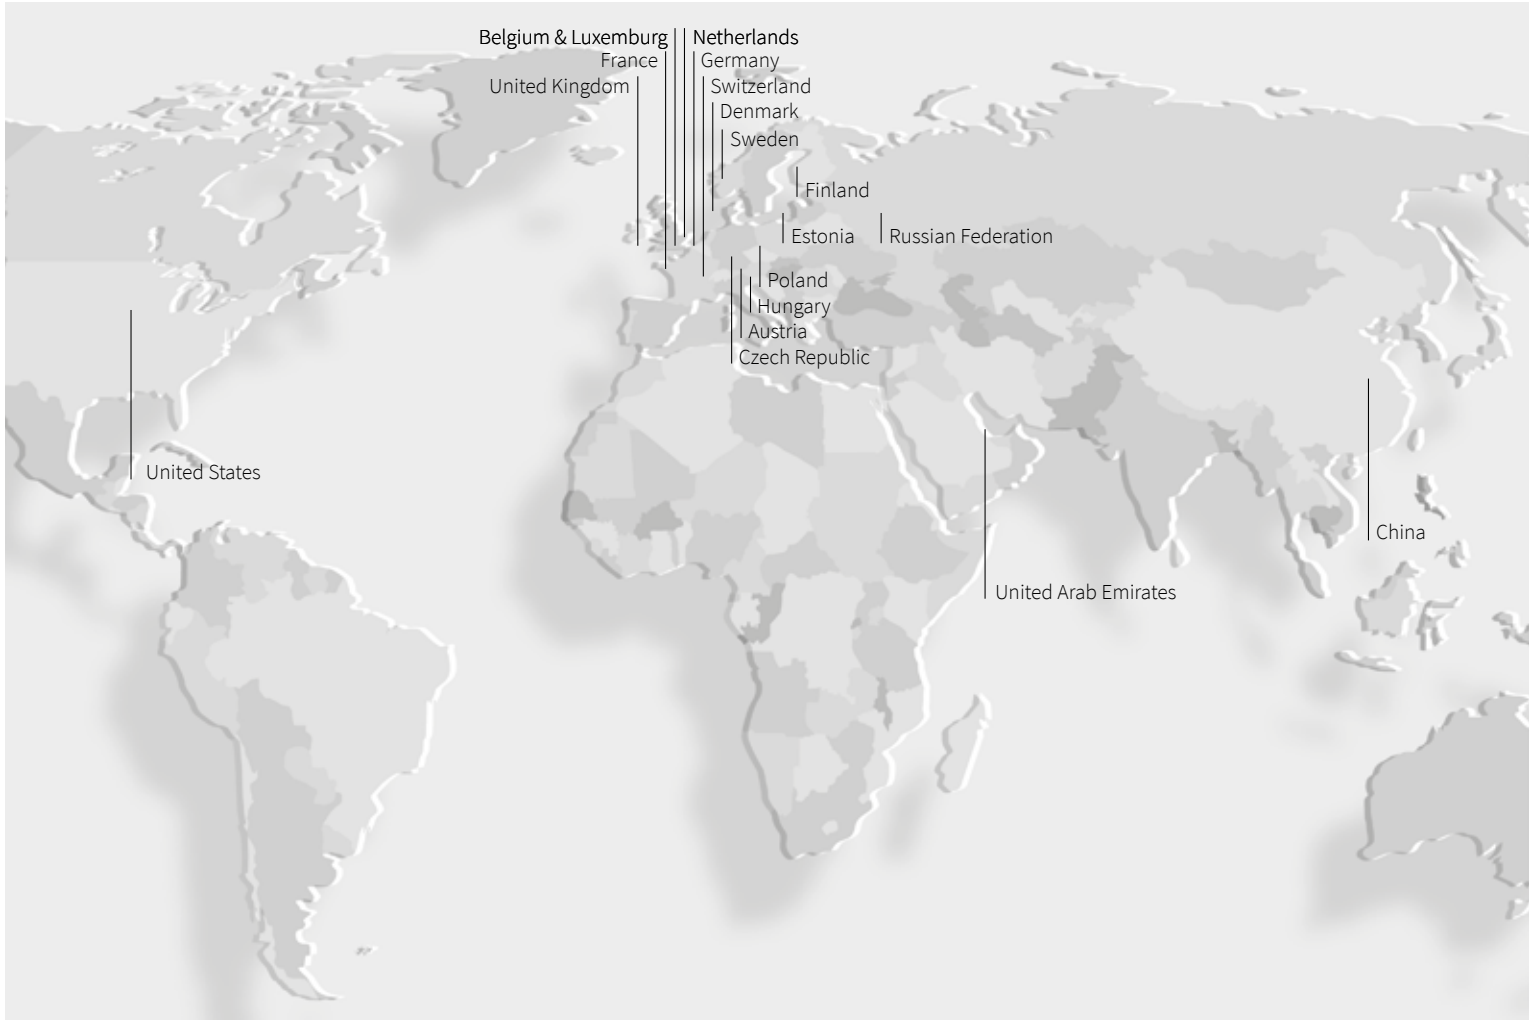 Belgium & Luxemburg
Netherlands
France
Germany
United Kingdom
Switzerland
Denmark
Sweden
Finland
Estonia
Russian Federation
Poland
Hungary
Austria
Czech Republic
United States
China
United Arab Emirates